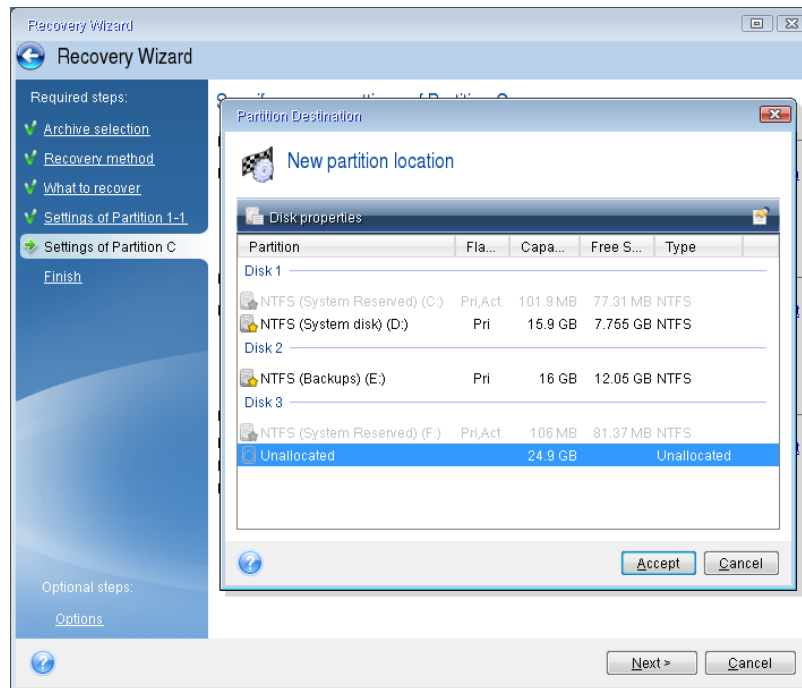 Recovery Wizard
Recovery Wizard
Required steps:
Archive selection
Recovery method
What to recover
Settings of Partition 1-1
Settings of Partition C
Finish
Optional steps:
Options
Partition Destination
New partition location
Disk properties
Partition Fla... Capa... Free S... Type
Disk 1
NTFS (System Reserved) (C:) Pri,Act. 101.9 MB 77.31 MB NTFS
NTFS (System disk) (D:) Pri 15.9 GB 7.755 GB NTFS
Disk 2
NTFS (Backups) (E:) Pri 16 GB 12.05 GB NTFS
Disk 3
NTFS (System Reserved) (F:) Pri,Act. 106 MB 81.37 MB NTFS
Unallocated 24.9 GB Unallocated
Accept Cancel
Next > Cancel